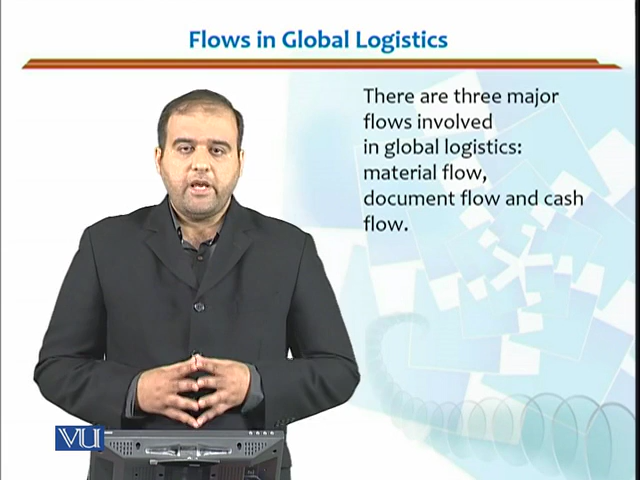 Flows in Global Logistics
There are three major
flows involved
in global logistics:
material flow,
document flow and cash
flow.
VU